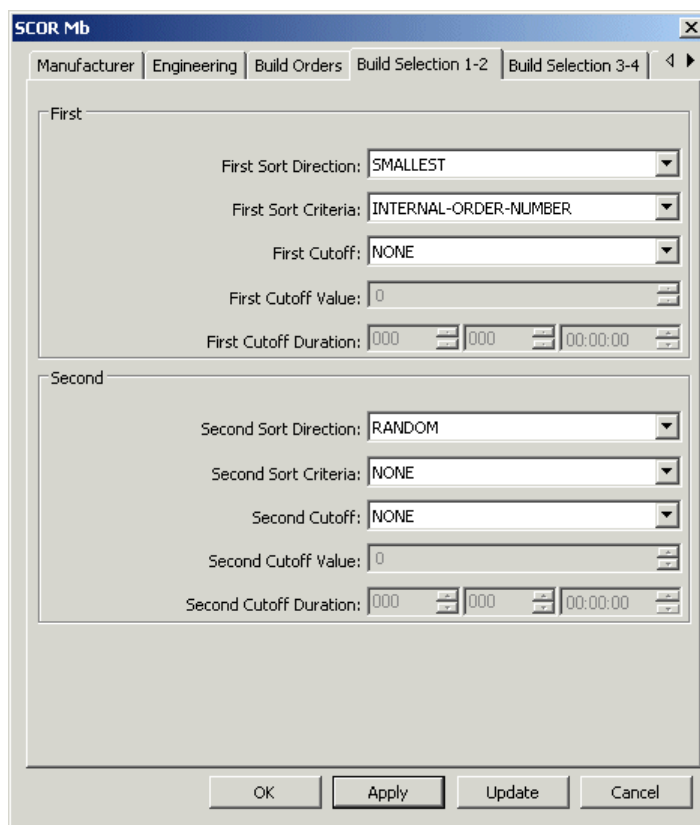 SCOR Mb
Manufacturer Engineering Build Orders Build Selection 1-2 Build Selection 3-4
First
First Sort Direction: SMALLEST
First Sort Criteria: INTERNAL-ORDER-NUMBER
First Cutoff: NONE
First Cutoff Value: 0
First Cutoff Duration: 000 000 00:00:00
Second
Second Sort Direction: RANDOM
Second Sort Criteria: NONE
Second Cutoff: NONE
Second Cutoff Value: 0
Second Cutoff Duration: 000 000 00:00:00
OK Apply Update Cancel